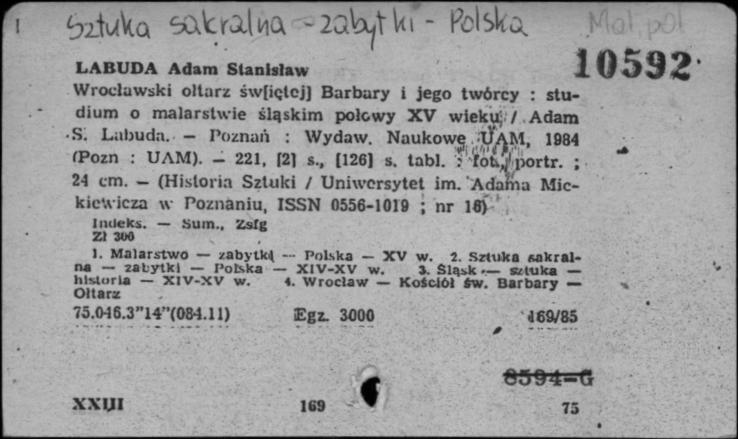 Sztuka sakralna - zabytki - Polska Mal. pol
10592
LABUDA Adam Stanisław
Wrocławski ołtarz św[iętej] Barbary i jego twórcy : stu-
dium o malarstwie śląskim połowy XV wieku / Adam
S. Labuda. — Poznań : Wydaw. Naukowe UAM, 1984
(Pozn : UAM). — 221, [2] s., [126] s. tabl. : fot., portr. ;
24 cm. — (Historia Sztuki / Uniwersytet im. Adama Mic-
kiewicza w Poznaniu, ISSN 0556-1019 ; nr 16)
Indeks. — Sum., Zsfg
Zł 300
1. Malarstwo — zabytki — Polska — XV w. 2. Sztuka sakral-
na — zabytki — Polska — XIV-XV w. 3. Śląsk — sztuka —
historia — XIV-XV w. 4. Wrocław — Kościół św. Barbary —
Ołtarz
75.046.3"14"(084.11) Egz. 3000 169/85
8594-G
XXIII 169 75